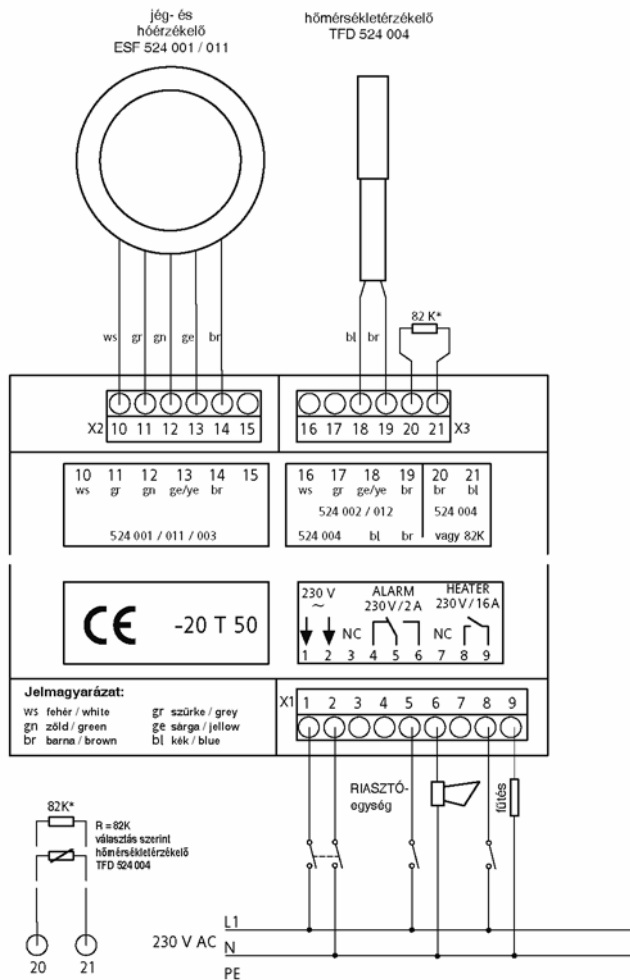 jég- és
hóérzékelő
ESF 524 001 / 011
hőmérsékletérzékelő
TFD 524 004
82 K*
ws gr gn ge br
bl br
X2 10 11 12 13 14 15
16 17 18 19 20 21 X3
10 11 12 13 14 15
ws gr gn ge/ye br
524 001 / 011 / 003
16 17 18 19 20 21
ws gr ge/ye br br bl
524 002 / 012 524 004
524 004 bl br vagy 82K
CE -20 T 50
230 V ALARM HEATER
~ 230 V/2 A 230 V/16 A
NC NC
1 2 3 4 5 6 7 8 9
Jelmagyarázat:
ws fehér / white gr szürke / grey
gn zöld / green ge sárga / jellow
br barna / brown bl kék / blue
X1 1 2 3 4 5 6 7 8 9
RIASZTÓ-
egység
fűtés
82K*
R = 82K
választás szerint
hőmérsékletérzékelő
TFD 524 004
20 21
230 V AC
L1
N
PE